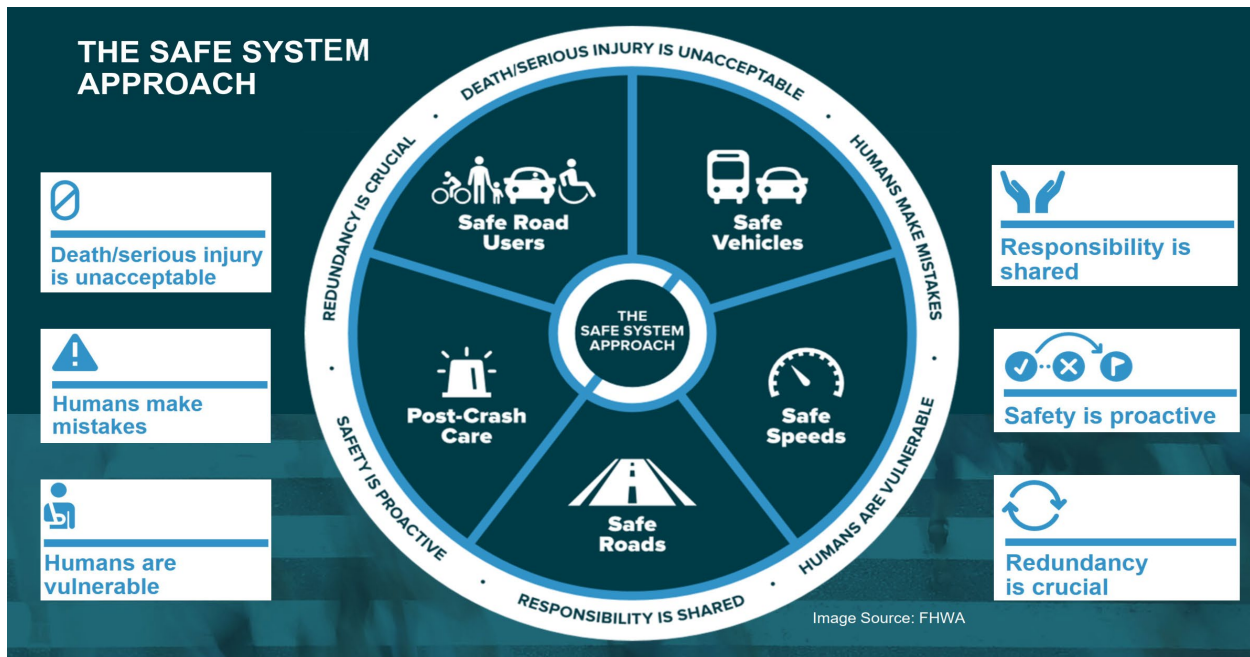 THE SAFE SYSTEM
APPROACH
Death/serious injury
is unacceptable
Humans make
mistakes
Humans are
vulnerable
DEATH/SERIOUS INJURY IS UNACCEPTABLE
HUMANS MAKE MISTAKES
HUMANS ARE VULNERABLE
RESPONSIBILITY IS SHARED
SAFETY IS PROACTIVE
REDUNDANCY IS CRUCIAL
Safe Road
Users
Safe
Vehicles
Safe
Speeds
Safe
Roads
Post-Crash
Care
THE
SAFE SYSTEM
APPROACH
Responsibility is
shared
Safety is proactive
Redundancy
is crucial
Image Source: FHWA